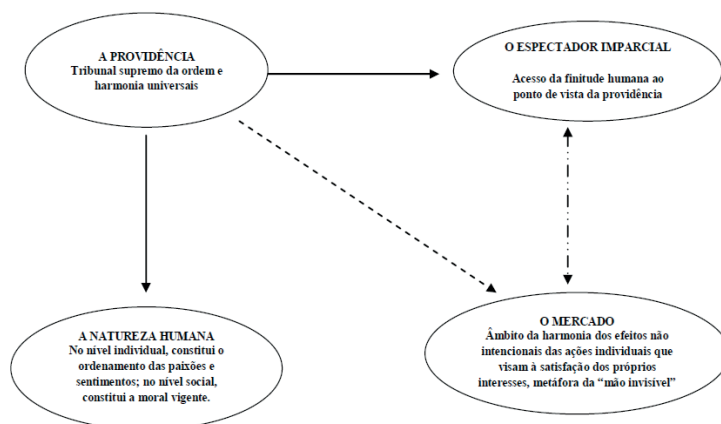 A PROVIDÊNCIA
Tribunal supremo da ordem e
harmonia universais
O ESPECTADOR IMPARCIAL
Acesso da finitude humana ao
ponto de vista da providência
A NATUREZA HUMANA
No nível individual, constitui o
ordenamento das paixões e
sentimentos; no nível social,
constitui a moral vigente.
O MERCADO
Âmbito da harmonia dos efeitos não
intencionais das ações individuais que
visam à satisfação dos próprios
interesses, metáfora da “mão invisível”